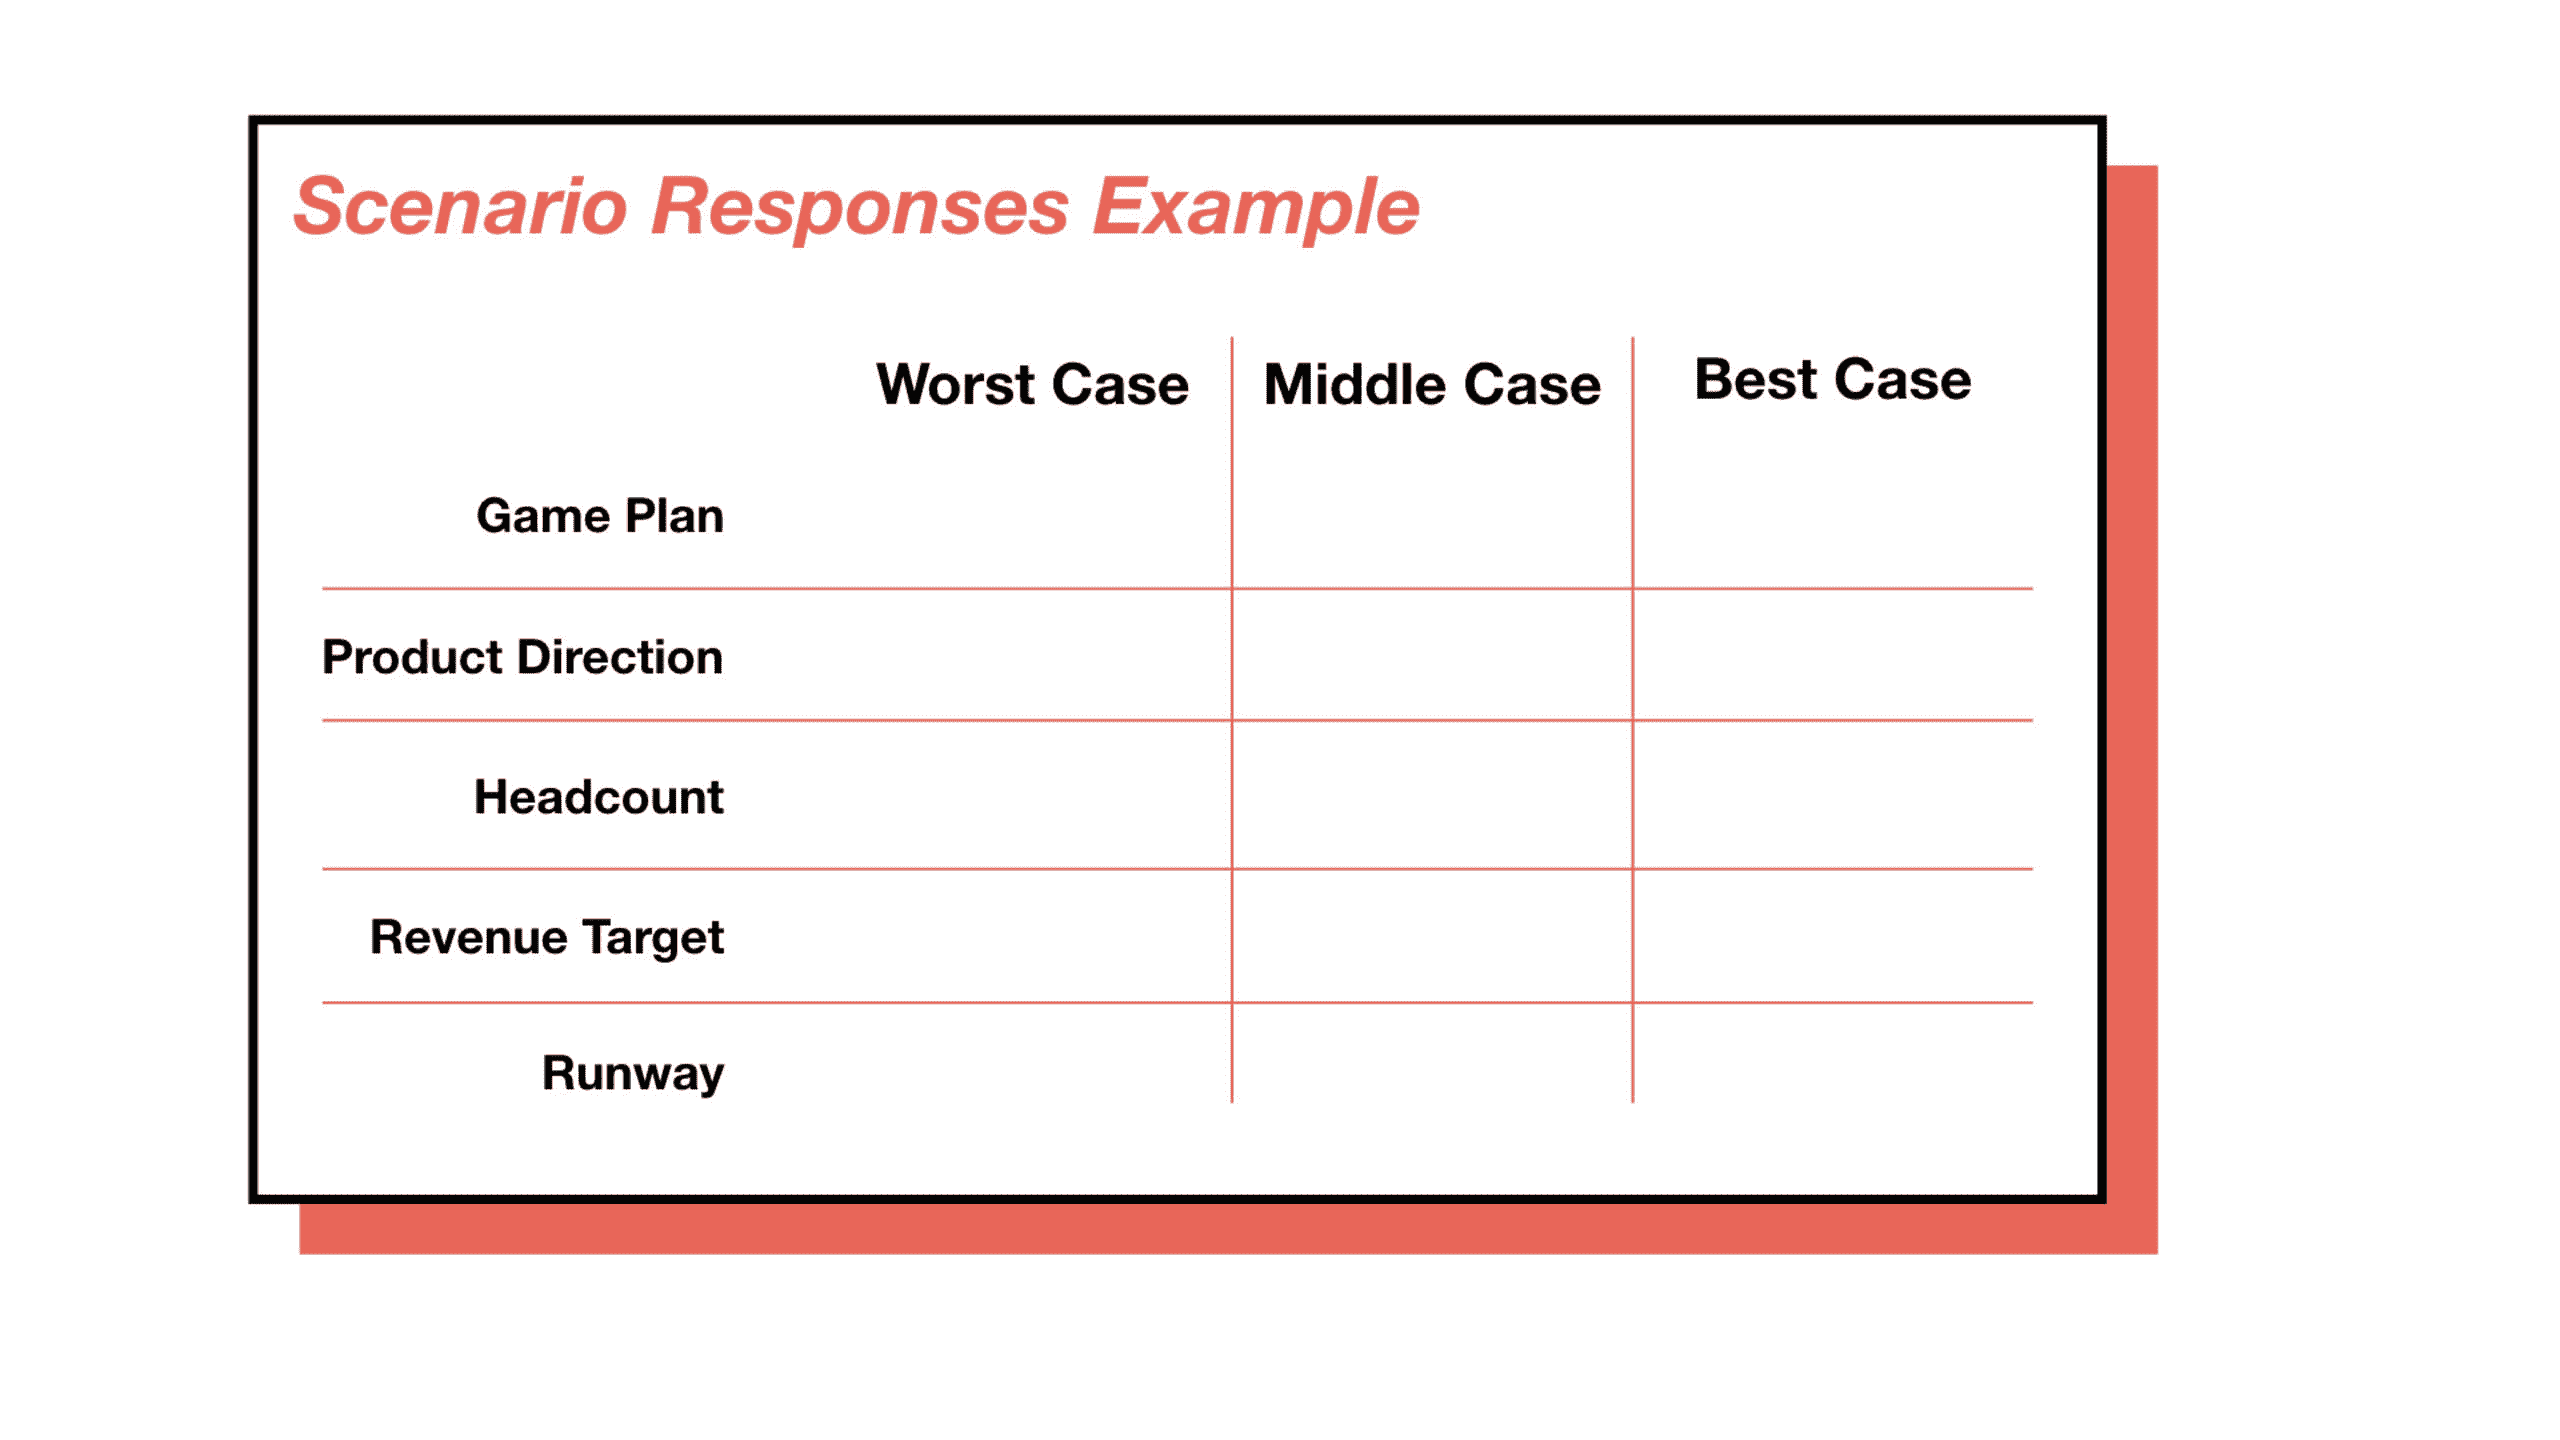 Scenario Responses Example
Worst Case Middle Case Best Case
Game Plan
Product Direction
Headcount
Revenue Target
Runway